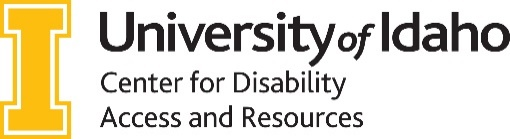 University of Idaho
Center for Disability
Access and Resources